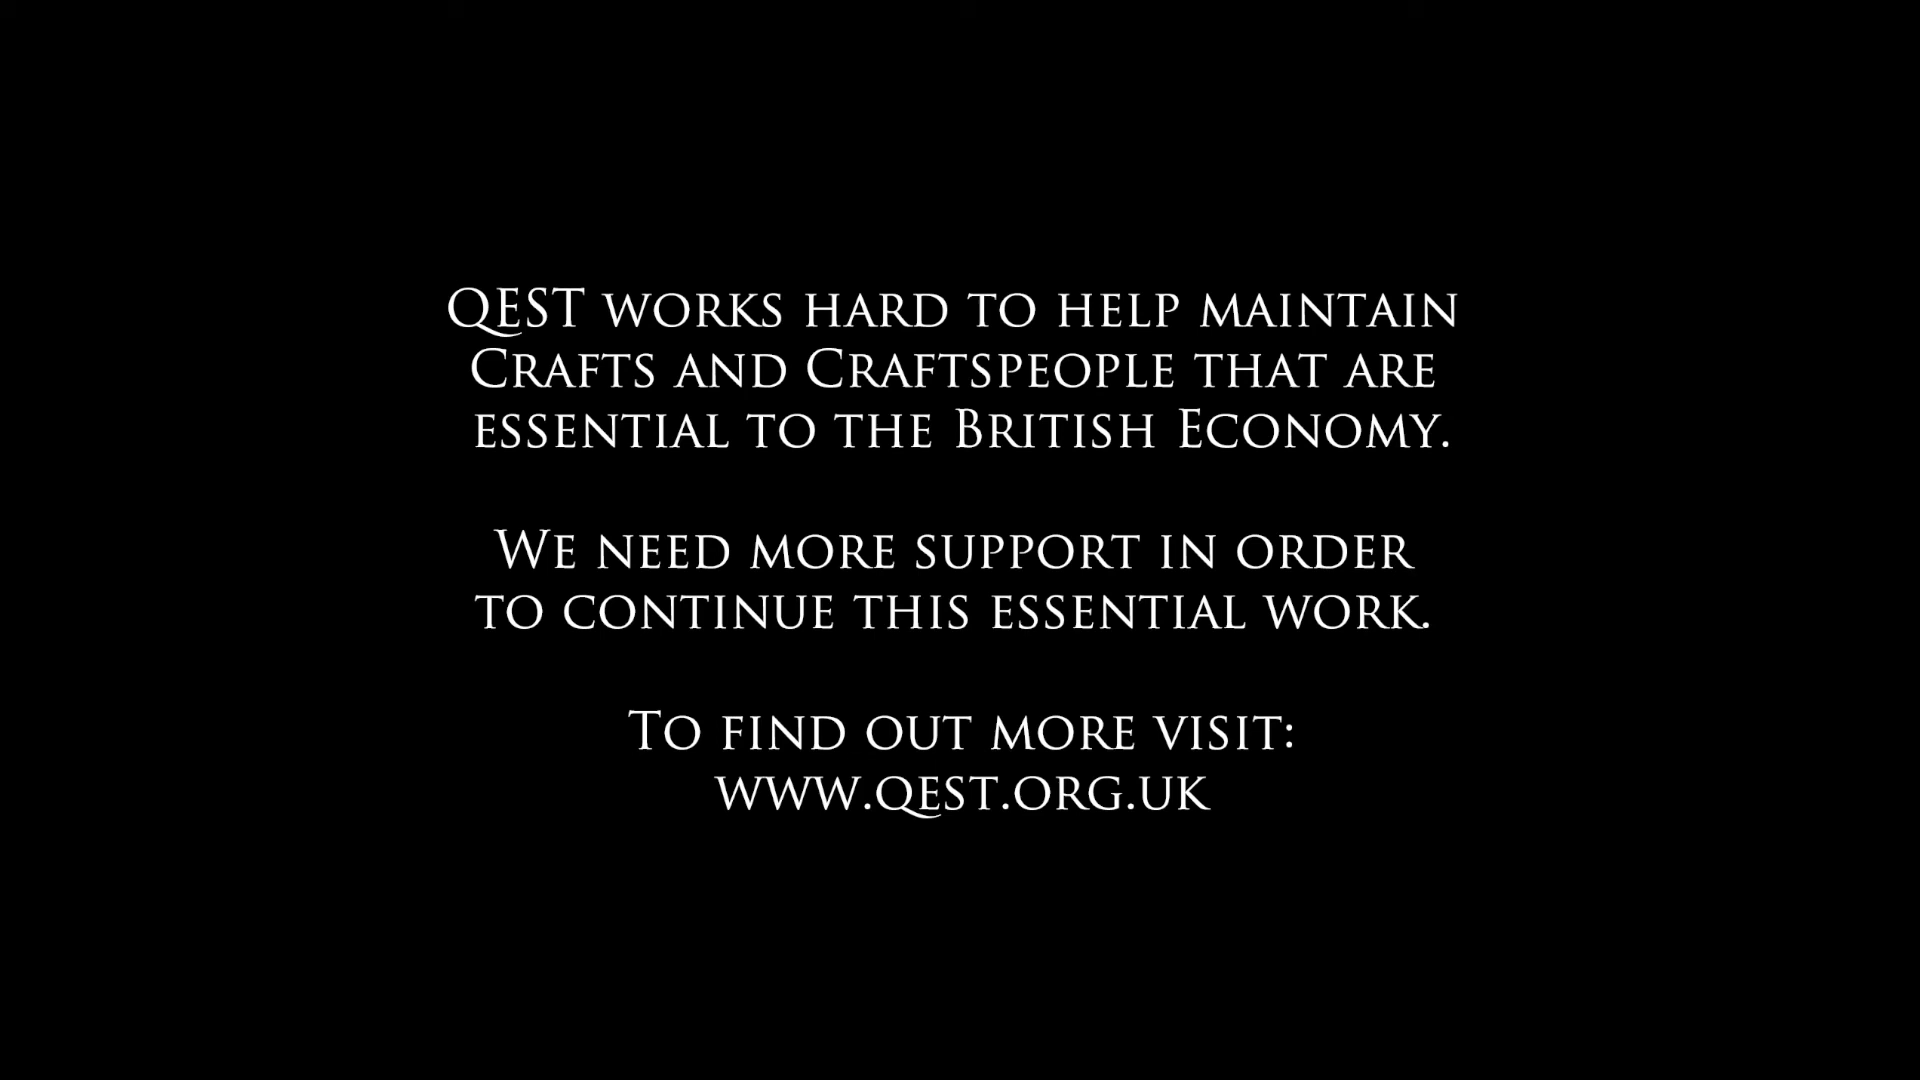 QEST works hard to help maintain
Crafts and Craftspeople that are
essential to the British Economy.
We need more support in order
to continue this essential work.
To find out more visit:
www.qest.org.uk